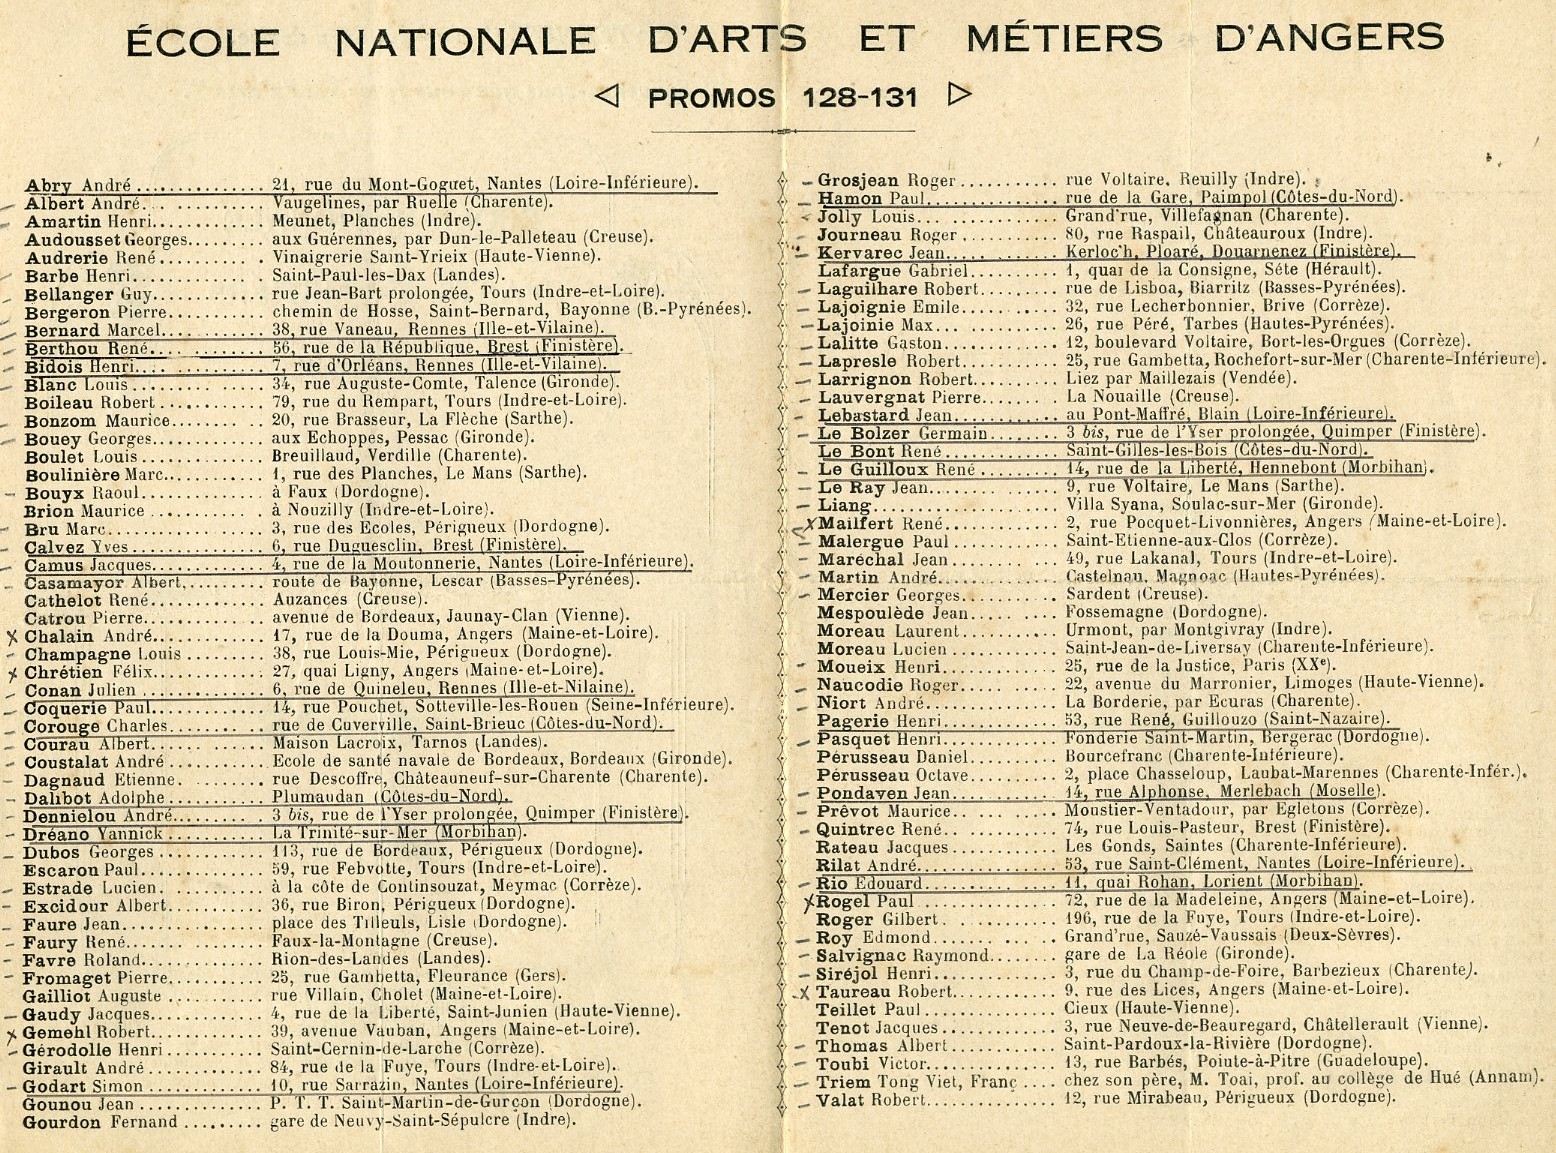 ÉCOLE NATIONALE D'ARTS ET MÉTIERS D'ANGERS
PROMOS 128-131
Abry André .............. 21, rue du Mont-Goguet, Nantes (Loire-Inférieure).
Albert André............. Vaugelines, par Ruelle (Charente).
Amartin Henri............ Meunet, Planches (Indre).
Audousset Georges........ aux Guérennes, par Dun-le-Palleteau (Creuse).
Audrerie René............ Vinaigrerie Saint-Yrieix (Haute-Vienne).
Barbe Henri.............. Saint-Paul-les-Dax (Landes).
Bellanger Guy............ rue Jean-Bart prolongée, Tours (Indre-et-Loire).
Bergeron Pierre.......... chemin de Hosse, Saint-Bernard, Bayonne (B.-Pyrénées).
Bernard Marcel........... 38, rue Vaneau, Rennes (Ille-et-Vilaine).
Berthou René............. 56, rue de la République, Brest (Finistère).
Bidois Henri............. 7, rue d'Orléans, Rennes (Ille-et-Vilaine).
Blanc Louis.............. 34, rue Auguste-Comte, Talence (Gironde).
Boileau Robert........... 79, rue du Rempart, Tours (Indre-et-Loire).
Bonzom Maurice........... 20, rue Brasseur, La Flèche (Sarthe).
Bouey Georges............ aux Echoppes, Pessac (Gironde).
Boulet Louis............. Breuillaud, Verdille (Charente).
Boulinière Marc.......... 1, rue des Planches, Le Mans (Sarthe).
Bouyx Raoul.............. à Faux (Dordogne).
Brion Maurice ........... à Nouzilly (Indre-et-Loire).
Bru Marc................. 3, rue des Ecoles, Périgueux (Dordogne).
Calvez Yves.............. 6, rue Duguesclin, Brest (Finistère).
Camus Jacques............ 4, rue de la Moutonnerie, Nantes (Loire-Inférieure).
Casamayor Albert......... route de Bayonne, Lescar (Basses-Pyrénées).
Cathelot René............ Auzances (Creuse).
Catrou Pierre............ avenue de Bordeaux, Jaunay-Clan (Vienne).
x Chalain André............ 17, rue de la Douma, Angers (Maine-et-Loire).
Champagne Louis ......... 38, rue Louis-Mie, Périgueux (Dordogne).
x Chrétien Félix........... 27, quai Ligny, Angers (Maine-et-Loire).
Conan Julien ............ 6, rue de Quineleu, Rennes (Ille-et-Nilaine).
Coquerie Paul............ 14, rue Pouchet, Sotteville-les-Rouen (Seine-Inférieure).
Corouge Charles.......... rue de Cuverville, Saint-Brieuc (Côtes-du-Nord).
Courau Albert............ Maison Lacroix, Tarnos (Landes).
Coustalat André ......... Ecole de santé navale de Bordeaux, Bordeaux (Gironde).
Dagnaud Etienne.......... rue Descoffre, Châteauneuf-sur-Charente (Charente).
Dalibot Adolphe.......... Plumaudan (Côtes-du-Nord).
Dennielou André.......... 3 bis, rue de l'Yser prolongée, Quimper (Finistère).
Dréano Yannick........... La Trinité-sur-Mer (Morbihan).
Dubos Georges ........... 113, rue de Bordeaux, Périgueux (Dordogne).
Escarou Paul............. 59, rue Febvotte, Tours (Indre-et-Loire).
Estrade Lucien........... à la côte de Continsouzat, Meymac (Corrèze).
Excidour Albert.......... 36, rue Biron, Périgueux (Dordogne).
Faure Jean............... place des Tilleuls, Lisle (Dordogne).
Faury René............... Faux-la-Montagne (Creuse).
Favre Roland............. Rion-des-Landes (Landes).
Fromaget Pierre.......... 25, rue Gambetta, Fleurance (Gers).
Gailliot Auguste ........ rue Villain, Cholet (Maine-et-Loire).
Gaudy Jacques............ 4, rue de la Liberté, Saint-Junien (Haute-Vienne).
x Gemehl Robert............ 39, avenue Vauban, Angers (Maine-et-Loire).
Gérodolle Henri.......... Saint-Cernin-de-Larche (Corrèze).
Girault André............ 84, rue de la Fuye, Tours (Indre-et-Loire).
Godart Simon ............ 10, rue Sarrazin, Nantes (Loire-Inférieure).
Gounou Jean ............. P. T. T. Saint-Martin-de-Gurçon (Dordogne).
Gourdon Fernand ......... gare de Neuvy-Saint-Sépulcre (Indre).
Grosjean Roger........... rue Voltaire, Reuilly (Indre).
Hamon Paul............... rue de la Gare, Paimpol (Côtes-du-Nord).
Jolly Louis.............. Grand'rue, Villefagnan (Charente).
Journeau Roger .......... 80, rue Raspail, Châteauroux (Indre).
Kervarec Jean............ Kerloc'h, Ploaré, Douarnenez (Finistère).
Lafargue Gabriel......... 1, quai de la Consigne, Séte (Hérault).
Laguilhare Robert........ rue de Lisboa, Biarritz (Basses-Pyrénées).
Lajoignie Emile.......... 32, rue Lecherbonnier, Brive (Corrèze).
Lajoinie Max............. 26, rue Péré, Tarbes (Hautes-Pyrénées).
Lalitte Gaston........... 12, boulevard Voltaire, Bort-les-Orgues (Corrèze).
Lapresle Robert.......... 25, rue Gambetta, Rochefort-sur-Mer (Charente-Inférieure).
Larrignon Robert......... Liez par Maillezais (Vendée).
Lauvergnat Pierre........ La Nouaille (Creuse).
Lebastard Jean........... au Pont-Maffré, Blain (Loire-Inférieure).
Le Bolzer Germain........ 3 bis, rue de l'Yser prolongée, Quimper (Finistère).
Le Bont René............. Saint-Gilles-les-Bois (Côtes-du-Nord).
Le Guilloux René ........ 14, rue de la Liberté, Hennebont (Morbihan).
Le Ray Jean.............. 9, rue Voltaire, Le Mans (Sarthe).
Liang.................... Villa Syana, Soulac-sur-Mer (Gironde).
x Mailfert René............ 2, rue Pocquet-Livonnières, Angers (Maine-et-Loire).
Malergue Paul ........... Saint-Etienne-aux-Clos (Corrèze).
Maréchal Jean ........... 49, rue Lakanal, Tours (Indre-et-Loire).
Martin André............. Castelnau, Magnoac (Hautes-Pyrénées).
Mercier Georges.......... Sardent (Creuse).
Mespoulède Jean.......... Fossemagne (Dordogne).
Moreau Laurent........... Urmont, par Montgivray (Indre).
Moreau Lucien ........... Saint-Jean-de-Liversay (Charente-Inférieure).
Moueix Henri............. 25, rue de la Justice, Paris (XXe).
Naucodie Roger........... 22, avenue du Marronier, Limoges (Haute-Vienne).
Niort André.............. La Borderie, par Ecuras (Charente).
Pagerie Henri............ 53, rue René, Guillouzo (Saint-Nazaire).
Pasquet Henri............ Fonderie Saint-Martin, Bergerac (Dordogne).
Pérusseau Daniel......... Bourcefranc (Charente-Inférieure).
Pérusseau Octave......... 2, place Chasseloup, Laubat-Marennes (Charente-Infér.).
Pondaven Jean............ 14, rue Alphonse, Merlebach (Moselle).
Prêvot Maurice........... Moustier-Ventadour, par Egletons (Corrèze).
Quintrec René............ 74, rue Louis-Pasteur, Brest (Finistère).
Rateau Jacques........... Les Gonds, Saintes (Charente-Inférieure).
Rilat André.............. 53, rue Saint-Clément, Nantes (Loire-Inférieure).
Rio Edouard.............. 11, quai Rohan, Lorient (Morbihan).
x Rogel Paul .............. 72, rue de la Madeleine, Angers (Maine-et-Loire).
Roger Gilbert............ 196, rue de la Fuye, Tours (Indre-et-Loire).
Roy Edmond............... Grand'rue, Sauzé-Vaussais (Deux-Sèvres).
Salvignac Raymond........ gare de La Réole (Gironde).
Siréjol Henri............ 3, rue du Champ-de-Foire, Barbezieux (Charente).
x Taureau Robert........... 9, rue des Lices, Angers (Maine-et-Loire).
Teillet Paul ............ Cieux (Haute-Vienne).
Tenot Jacques............ 3, rue Neuve-de-Beauregard, Châtellerault (Vienne).
Thomas Albert............ Saint-Pardoux-la-Rivière (Dordogne).
Toubi Victor............. 13, rue Barbés, Pointe-à-Pitre (Guadeloupe).
Triem Tong Viet, Franç .... chez son père, M. Toai, prof. au collège de Hué (Annam).
Valat Robert............. 12, rue Mirabeau, Périgueux (Dordogne).